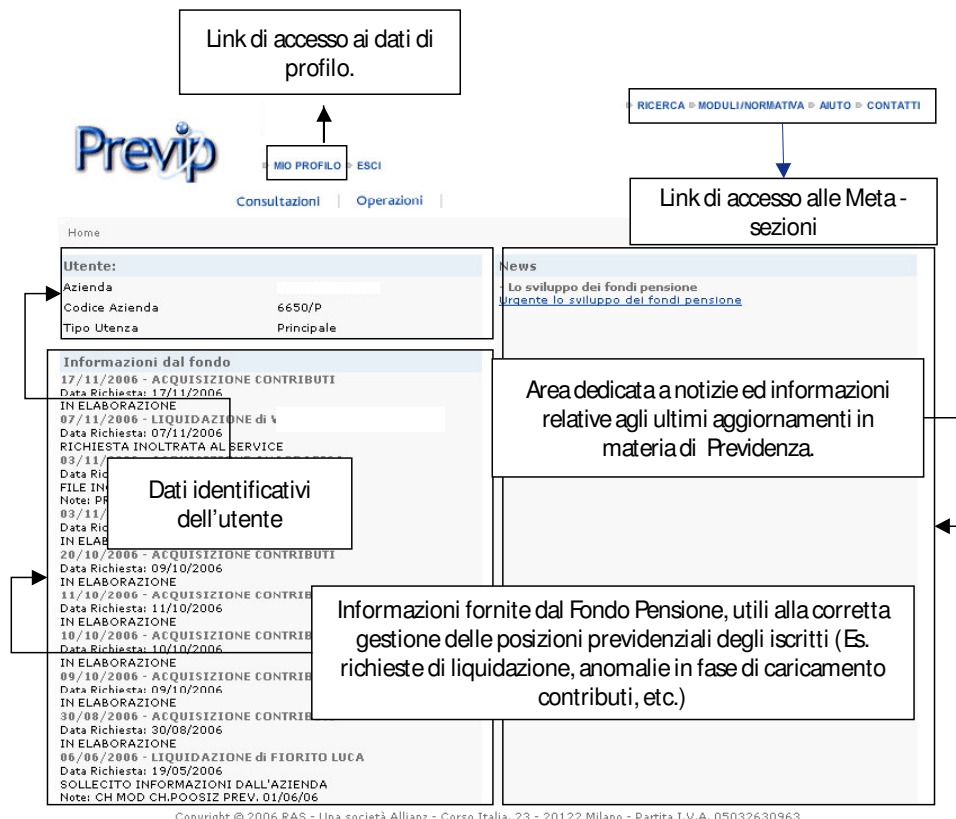 Link di accesso ai dati di
profilo.
RICERCA MODULI/NORMATIVA AIUTO CONTATTI
Previp
MIO PROFILO ESCI
Consultazioni | Operazioni |
Link di accesso alle Meta -
sezioni
Home
Utente:
Azienda
Codice Azienda 6650/P
Tipo Utenza Principale
News
- Lo sviluppo dei fondi pensione
Urgente lo sviluppo dei fondi pensione
Informazioni dal fondo
17/11/2006 - ACQUISIZIONE CONTRIBUTI
Data Richiesta: 17/11/2006
IN ELABORAZIONE
07/11/2006 - LIQUIDAZIONE di
Data Richiesta: 07/11/2006
RICHIESTA INOLTRATA AL SERVICE
03/11/
Data Ric
FILE IN
Note: PR
03/11/
Data Ric
IN ELAB
20/10/2006 - ACQUISIZIONE CONTRIBUTI
Data Richiesta: 09/10/2006
IN ELABORAZIONE
11/10/2006 - ACQUISIZIONE CONTRIB
Data Richiesta: 11/10/2006
IN ELABORAZIONE
10/10/2006 - ACQUISIZIONE CONTRIB
Data Richiesta: 10/10/2006
IN ELABORAZIONE
09/10/2006 - ACQUISIZIONE CONTRIB
Data Richiesta: 09/10/2006
IN ELABORAZIONE
30/08/2006 - ACQUISIZIONE CONTRIB
Data Richiesta: 30/08/2006
IN ELABORAZIONE
06/06/2006 - LIQUIDAZIONE di FIORITO LUCA
Data Richiesta: 19/05/2006
SOLLECITO INFORMAZIONI DALL'AZIENDA
Note: CH MOD CH.POOSIZ PREV. 01/06/06
Area dedicata a notizie ed informazioni
relative agli ultimi aggiornamenti in
materia di Previdenza.
Dati identificativi
dell'utente
Informazioni fornite dal Fondo Pensione, utili alla corretta
gestione delle posizioni previdenziali degli iscritti (Es.
richieste di liquidazione, anomalie in fase di caricamento
contributi, etc.)
Copyright © 2006 RAS - Una società Allianz - Corso Italia, 23 - 20122 Milano - Partita I.V.A. 05032630963